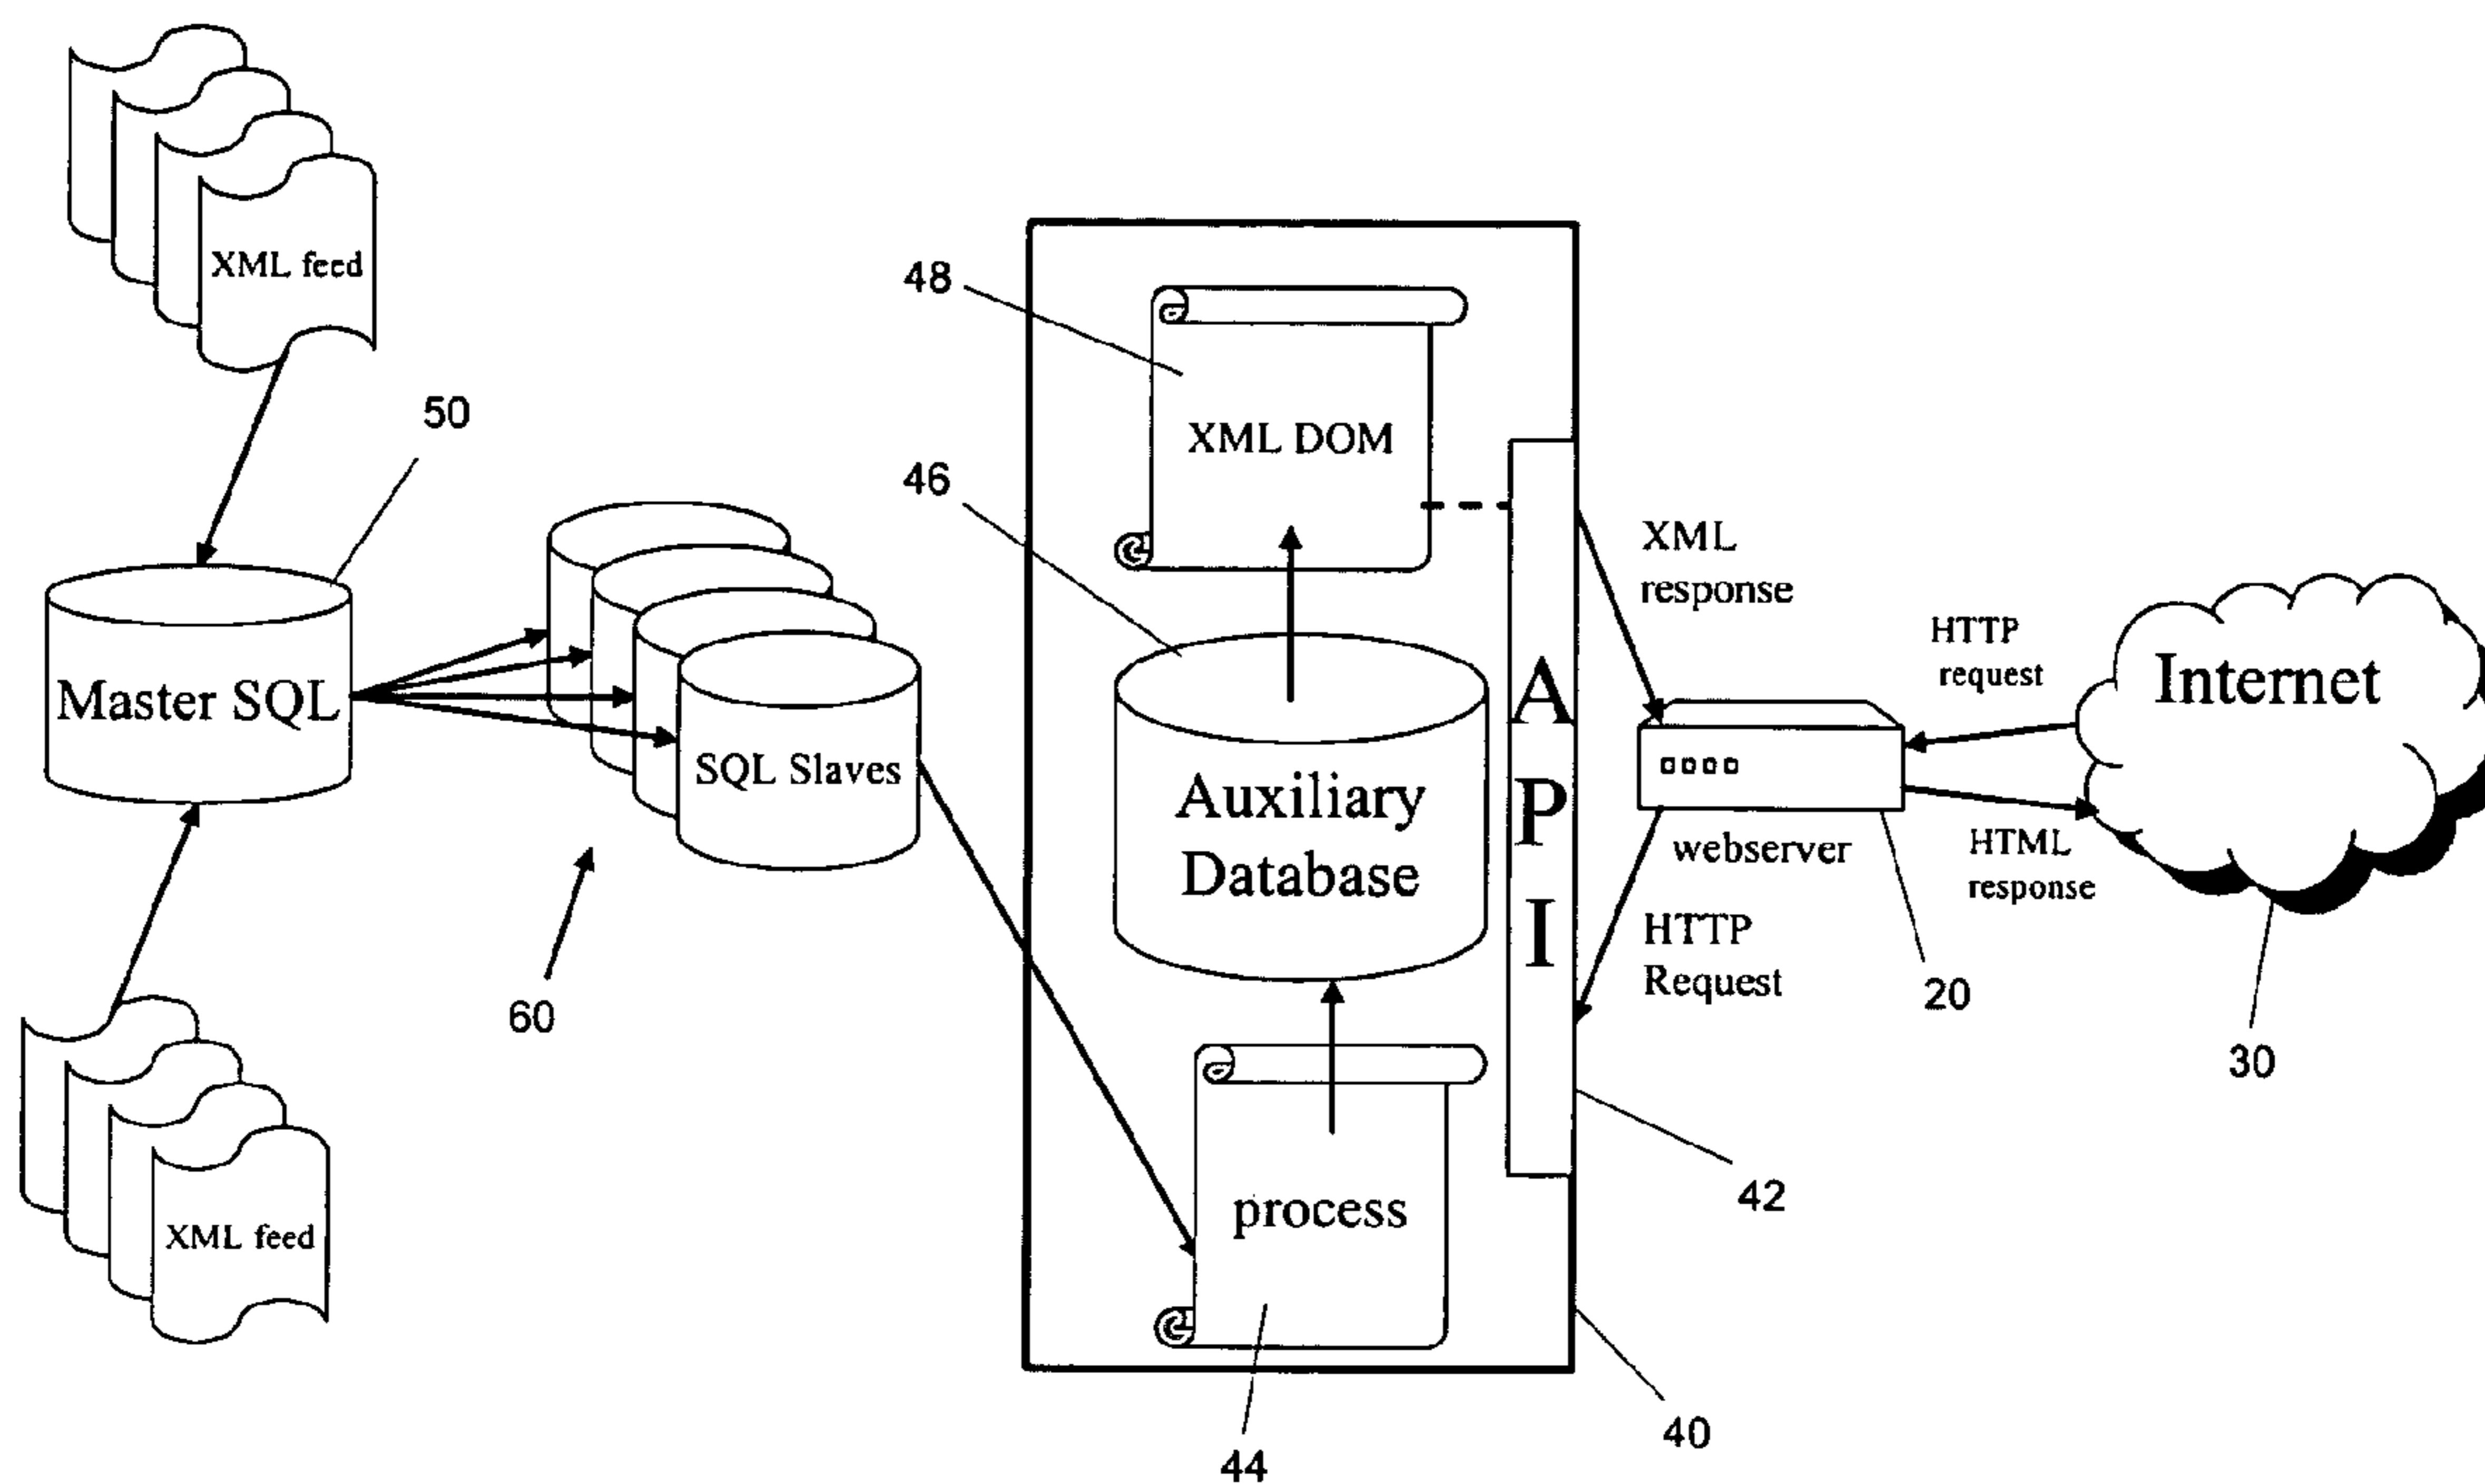 XML feed
50
Master SQL
SQL Slaves
60
XML feed
48
XML DOM
46
Auxiliary
Database
process
44
A
P
I
XML
response
HTTP
request
Internet
webserver
HTML
response
HTTP
Request
20
30
42
40